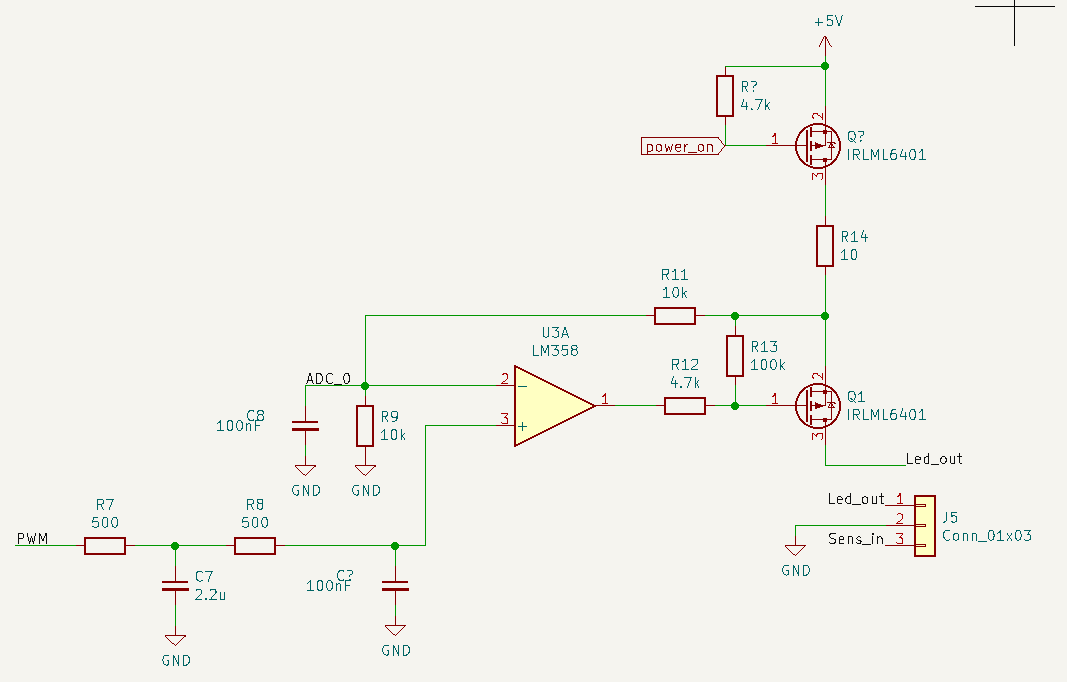 +5V
R?
4.7k
2
Q?
power_on
1
IRLML6401
3
R14
10
R11
10k
U3A
LM358
R13
100k
R12
4.7k
2
ADC_0
2
−
1
1
Q1
IRLML6401
C8
100nF
R9
10k
3
+
3
GND
GND
Led_out
R7
500
R8
500
Led_out
1
2
J5
Conn_01x03
PWM
Sens_in
3
GND
C7
2.2u
C?
100nF
GND
GND